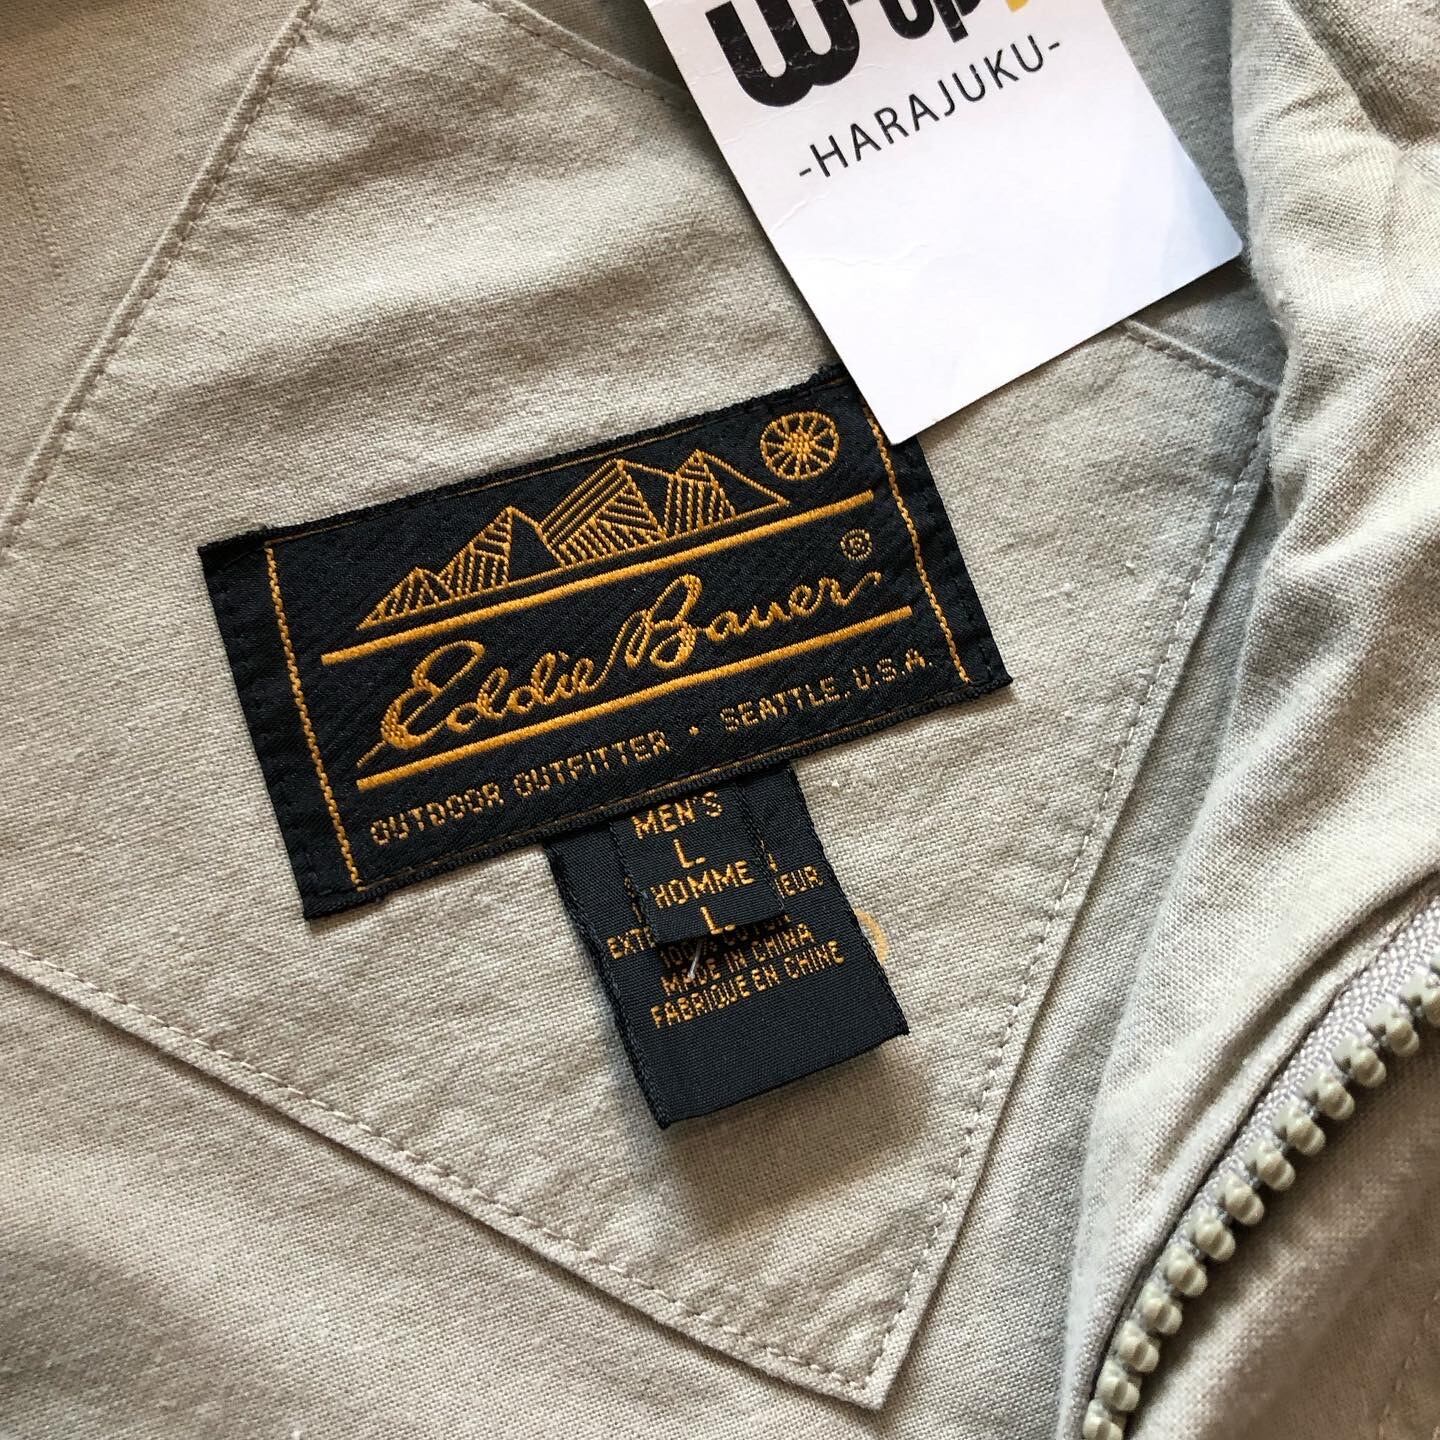 -HARAJUKU-
Eddie Bauer®
OUTDOOR OUTFITTER • SEATTLE, U.S.A.
MEN'S
L
HOMME
L
MADE IN CHINA
FABRIQUE EN CHINE